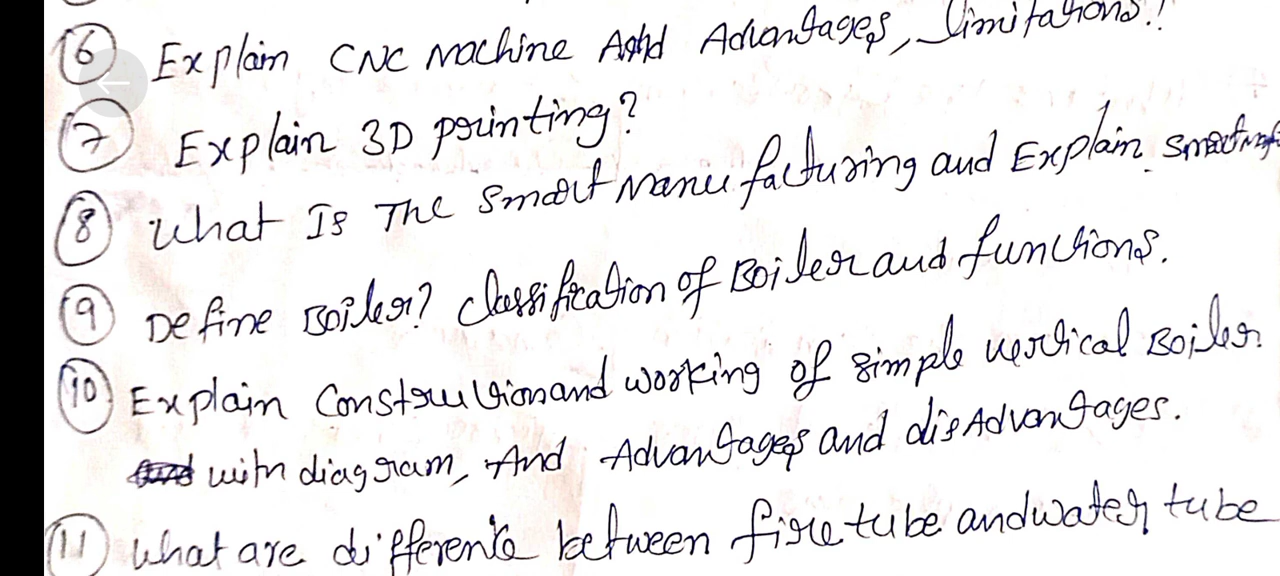 6 Explain CNC Machine And Advantages, limitations.!
7 Explain 3D printing?
8 What Is The Smart Manufacturing and Explain
9 Define Boiler? Classification of Boiler and functions.
10 Explain Construction and working of simple vertical Boiler.
with diagram, And Advantages and disAdvantages.
11 What are difference between fire tube and water tube